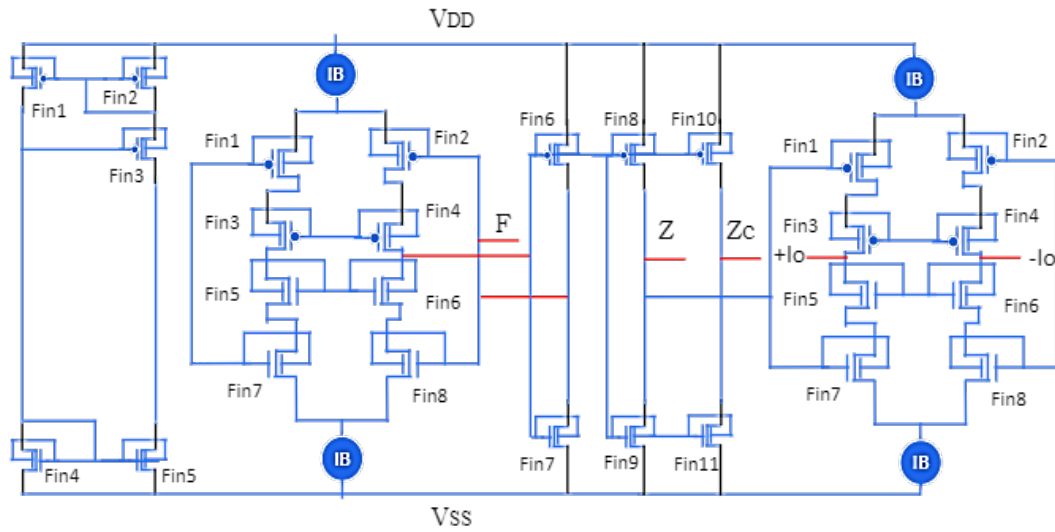 VDD
IB
IB
Fin1
Fin2
Fin3
Fin4
Fin5
Fin1
Fin2
Fin3
Fin4
Fin5
Fin6
Fin7
Fin8
IB
F
Fin6
Fin8
Fin10
Z
Zc
Fin7
Fin9
Fin11
Fin1
Fin2
Fin3
Fin4
+Io
-Io
Fin5
Fin6
Fin7
Fin8
IB
VSS